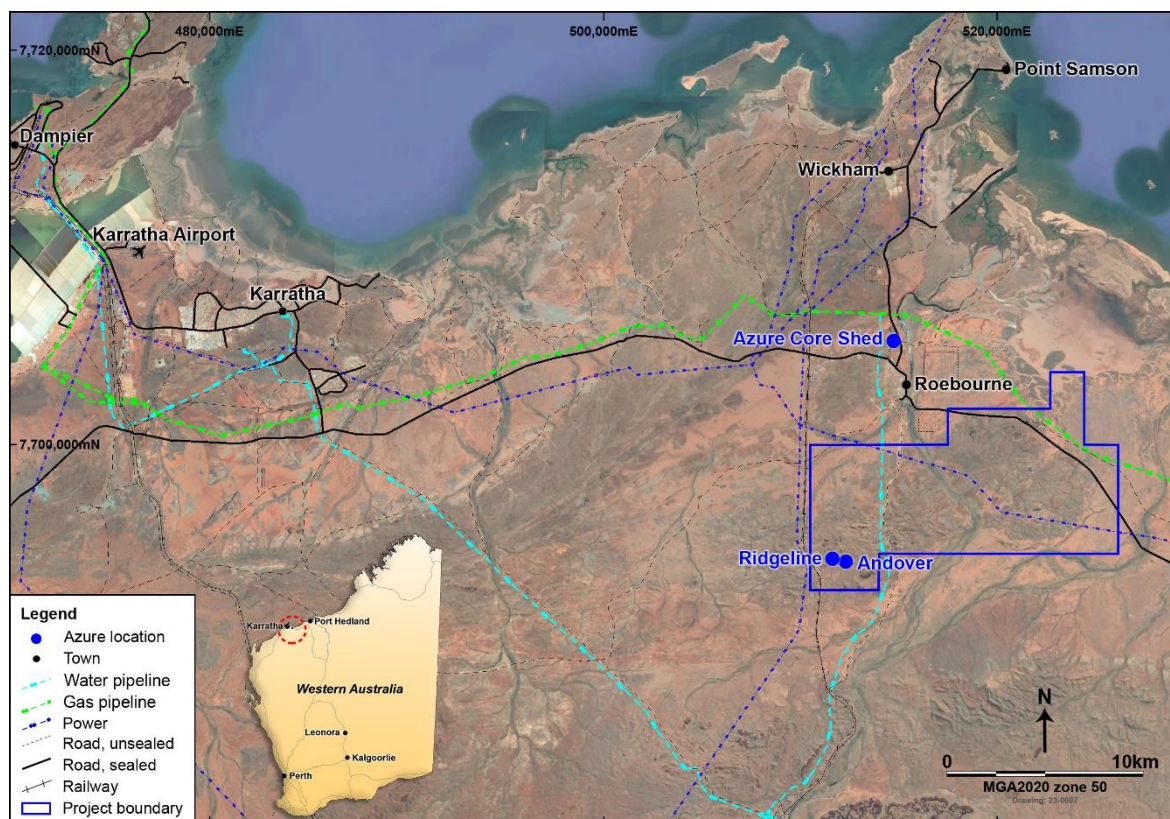 480,000mE
500,000mE
520,000mE
7,720,000mN
Point Samson
Dampier
Wickham
Karratha Airport
Karratha
Azure Core Shed
Roebourne
7,700,000mN
Ridgeline
Andover
Legend
Azure location
Town
Water pipeline
Gas pipeline
Power
Road, unsealed
Road, sealed
Railway
Project boundary
Karratha
Port Hedland
Western Australia
Leonora
Kalgoorlie
Perth
N
0 10km
MGA2020 zone 50
Drawing: 23-0007